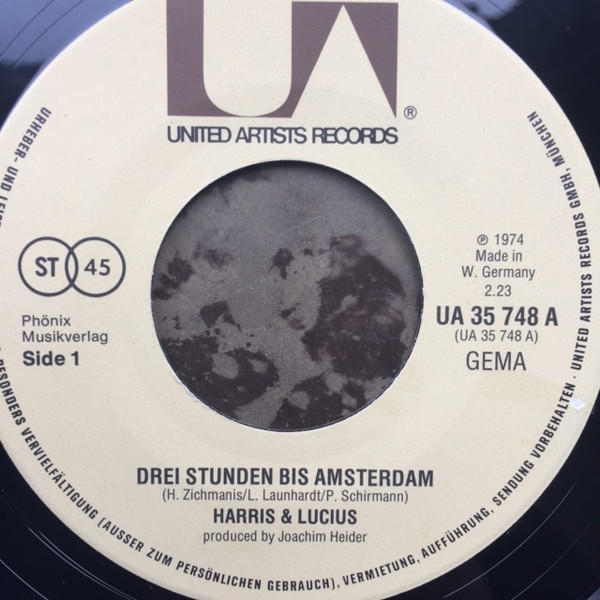 UA
®
UNITED ARTISTS RECORDS
ST 45
Phönix
Musikverlag
Side 1
℗ 1974
Made in
W. Germany
2.23
UA 35 748 A
(UA 35 748 A)
GEMA
DREI STUNDEN BIS AMSTERDAM
(H. Zichmanis/L. Launhardt/P. Schirmann)
HARRIS & LUCIUS
produced by Joachim Heider
URHEBER- UND
BESONDERS VERVIELFÄLTIGUNG (AUSSER ZUM PERSÖNLICHEN GEBRAUCH), VERMIETUNG, AUFFÜHRUNG, SENDUNG VORBEHALTEN · UNITED ARTISTS RECORDS GMBH, MÜNCHEN